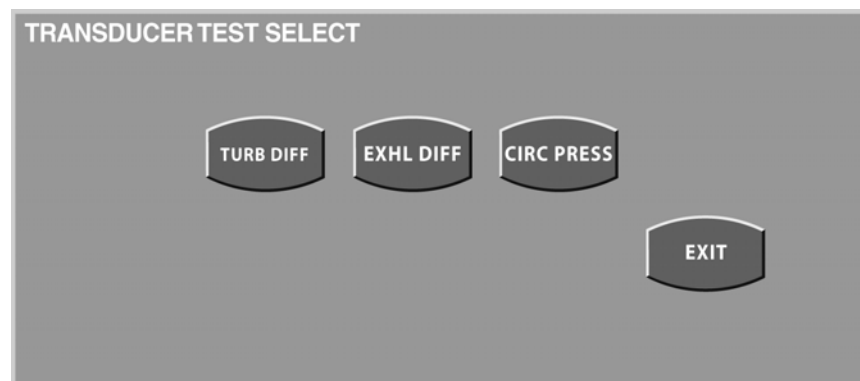 TRANSDUCER TEST SELECT
TURB DIFF
EXHL DIFF
CIRC PRESS
EXIT